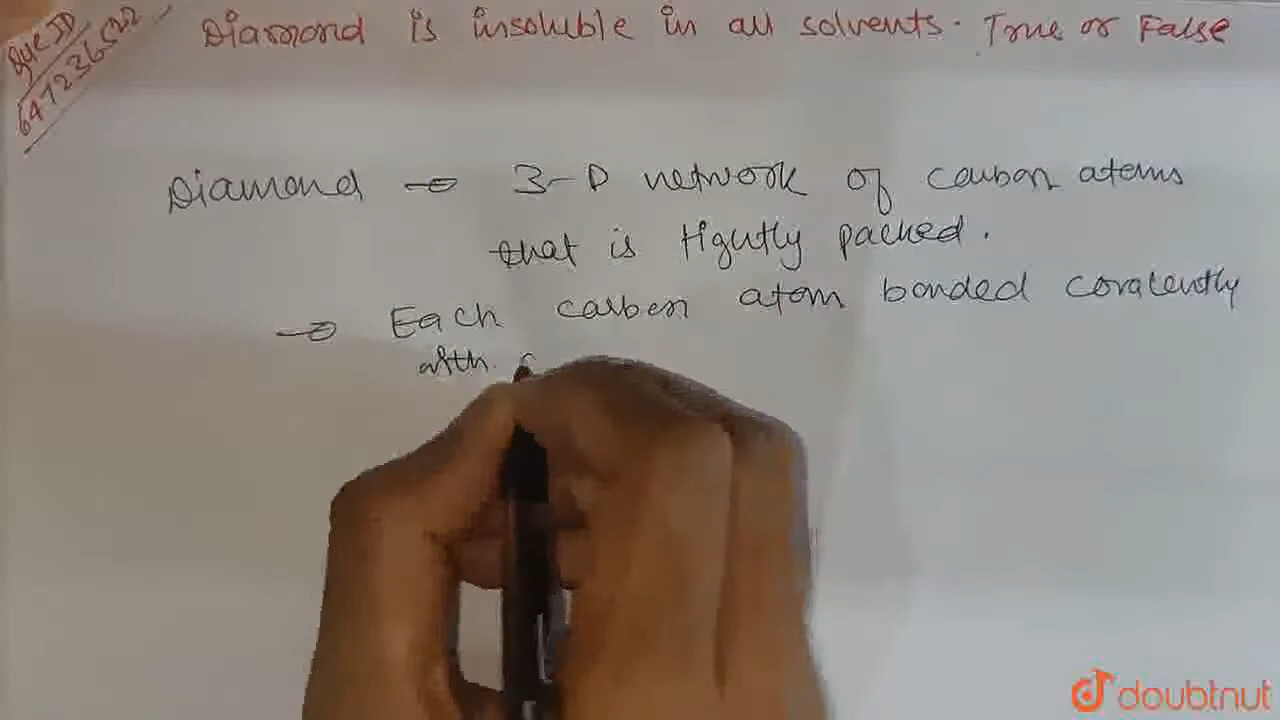 Que ID
647236522
Diamond is insoluble in all solvents. True or False
Diamond → 3-D network of carbon atoms
that is tightly packed.
→ Each carbon atom bonded covalently
with
doubtnut